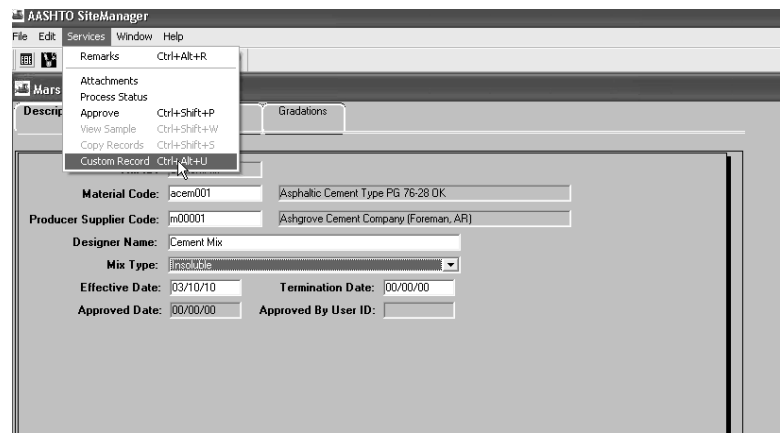 AASHTO SiteManager
File Edit Services Window Help
Remarks Ctrl+Alt+R
Attachments
Process Status
Approve Ctrl+Shift+P
View Sample Ctrl+Shift+W
Copy Records Ctrl+Shift+S
Custom Record Ctrl+Alt+U
Mars
Descrip
Gradations
Material Code: acem001 Asphaltic Cement Type PG 76-28 OK
Producer Supplier Code: m00001 Ashgrove Cement Company (Foreman, AR)
Designer Name: Cement Mix
Mix Type: Insoluble
Effective Date: 03/10/10 Termination Date: 00/00/00
Approved Date: 00/00/00 Approved By User ID: